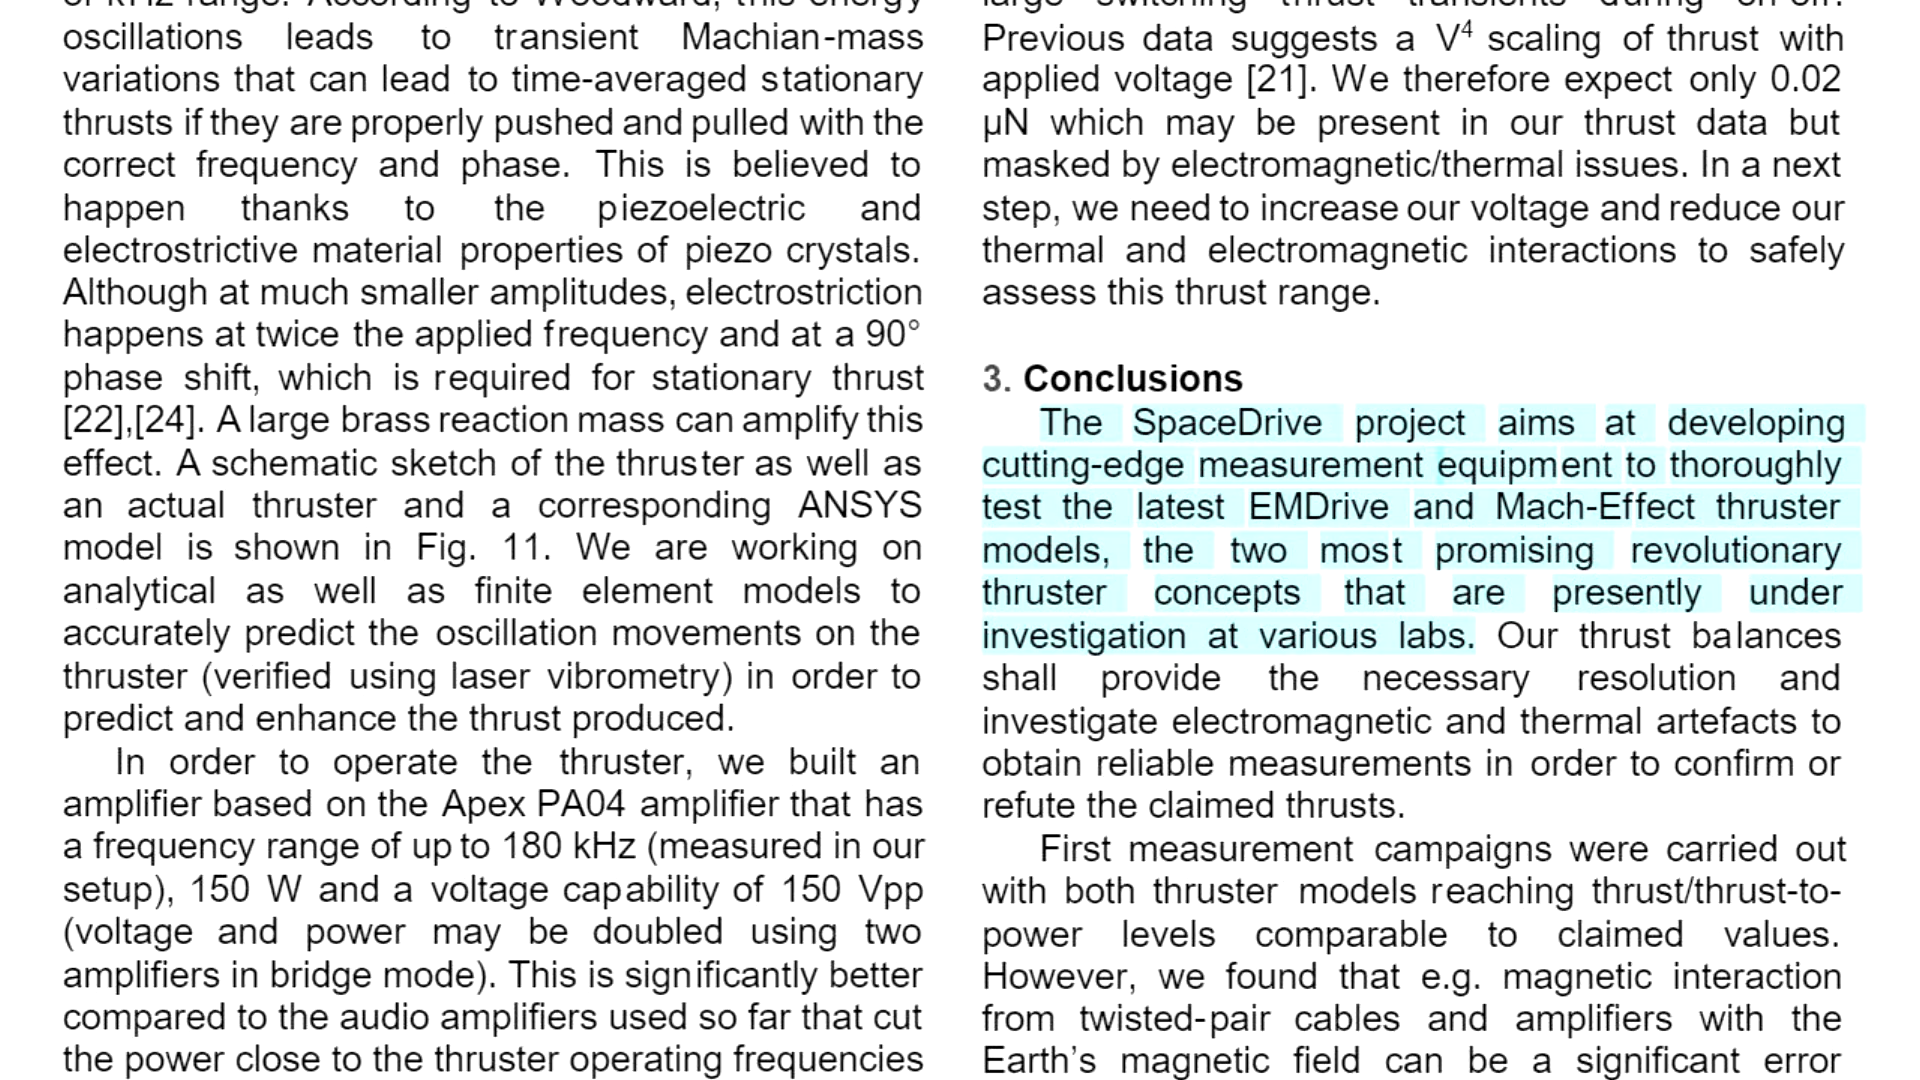 of kHz range. According to Woodward, this energy
oscillations leads to transient Machian-mass
variations that can lead to time-averaged stationary
thrusts if they are properly pushed and pulled with the
correct frequency and phase. This is believed to
happen thanks to the piezoelectric and
electrostrictive material properties of piezo crystals.
Although at much smaller amplitudes, electrostriction
happens at twice the applied frequency and at a 90°
phase shift, which is required for stationary thrust
[22],[24]. A large brass reaction mass can amplify this
effect. A schematic sketch of the thruster as well as
an actual thruster and a corresponding ANSYS
model is shown in Fig. 11. We are working on
analytical as well as finite element models to
accurately predict the oscillation movements on the
thruster (verified using laser vibrometry) in order to
predict and enhance the thrust produced.
In order to operate the thruster, we built an
amplifier based on the Apex PA04 amplifier that has
a frequency range of up to 180 kHz (measured in our
setup), 150 W and a voltage capability of 150 Vpp
(voltage and power may be doubled using two
amplifiers in bridge mode). This is significantly better
compared to the audio amplifiers used so far that cut
the power close to the thruster operating frequencies
large switching thrust transients during on-off.
Previous data suggests a V⁴ scaling of thrust with
applied voltage [21]. We therefore expect only 0.02
µN which may be present in our thrust data but
masked by electromagnetic/thermal issues. In a next
step, we need to increase our voltage and reduce our
thermal and electromagnetic interactions to safely
assess this thrust range.
3. Conclusions
The SpaceDrive project aims at developing
cutting-edge measurement equipment to thoroughly
test the latest EMDrive and Mach-Effect thruster
models, the two most promising revolutionary
thruster concepts that are presently under
investigation at various labs. Our thrust balances
shall provide the necessary resolution and
investigate electromagnetic and thermal artefacts to
obtain reliable measurements in order to confirm or
refute the claimed thrusts.
First measurement campaigns were carried out
with both thruster models reaching thrust/thrust-to-
power levels comparable to claimed values.
However, we found that e.g. magnetic interaction
from twisted-pair cables and amplifiers with the
Earth's magnetic field can be a significant error